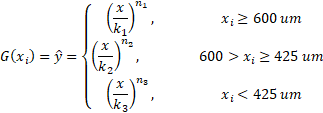 G(x_i) = ŷ = { (x/k_1)^{n_1}, x_i ≥ 600 um
(x/k_2)^{n_2}, 600 > x_i ≥ 425 um
(x/k_3)^{n_3}, x_i < 425 um